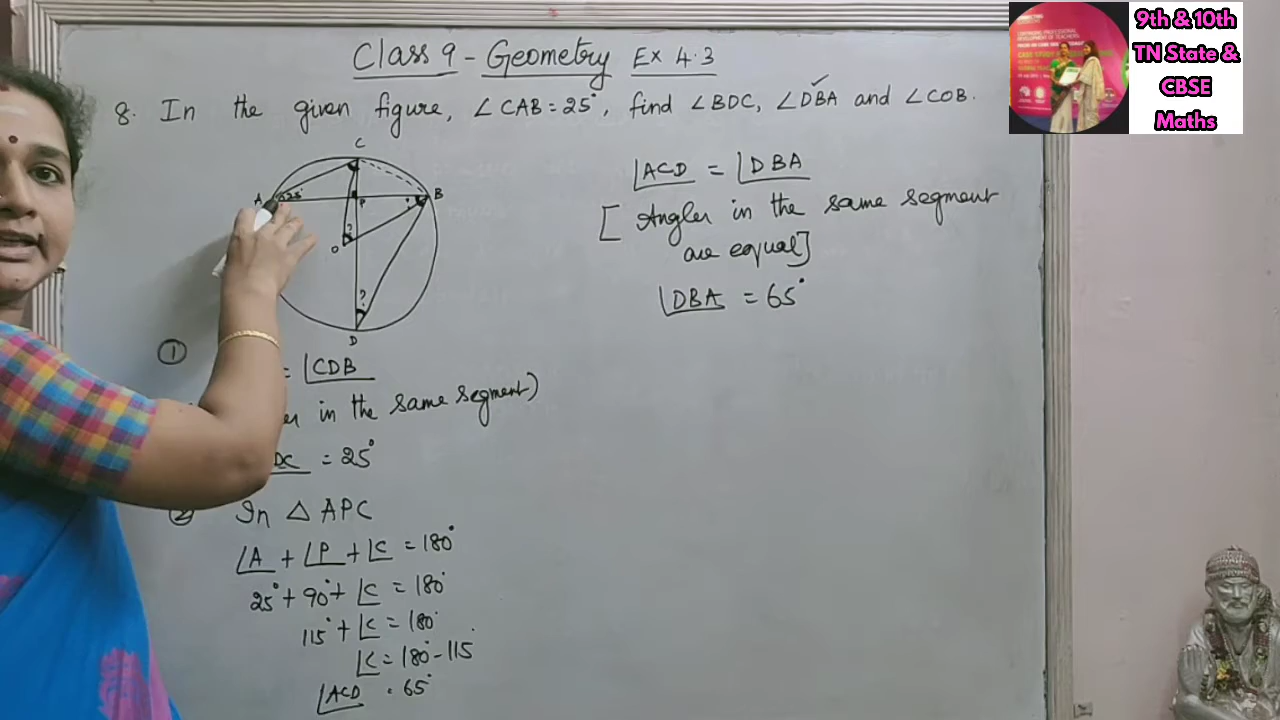 Class 9 - Geometry Ex 4.3
8. In the given figure, ∠CAB = 25°, find ∠BDC, ∠DBA and ∠COB.
C
A 25° P B
O ?
?
D
∠ACD = ∠DBA
[Angles in the same segment
are equal]
∠DBA = 65°
①
= ∠CDB
in the same segment)
= 25°
② In △ APC
∠A + ∠P + ∠C = 180°
25° + 90° + ∠C = 180°
115° + ∠C = 180°
∠C = 180° - 115°
∠ACD = 65°
9th & 10th
TN State &
CBSE
Maths